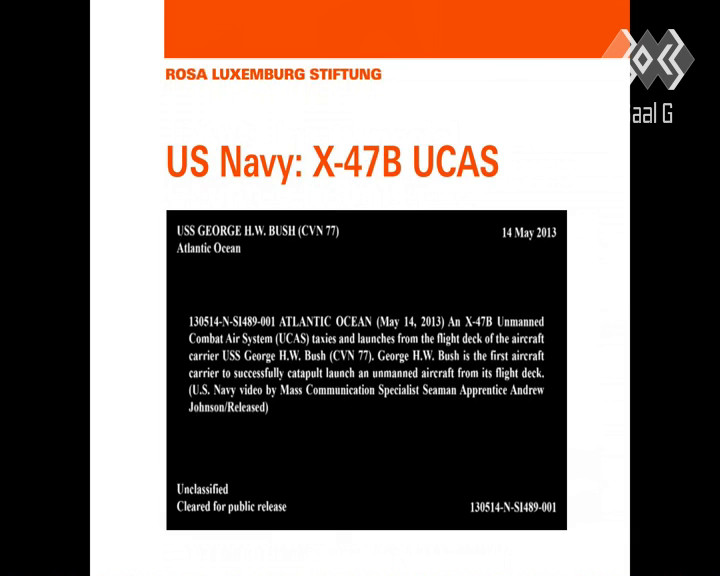 ROSA LUXEMBURG STIFTUNG
aal G
US Navy: X-47B UCAS
USS GEORGE H.W. BUSH (CVN 77)
14 May 2013
Atlantic Ocean
130514-N-SI489-001 ATLANTIC OCEAN (May 14, 2013) An X-47B Unmanned
Combat Air System (UCAS) taxies and launches from the flight deck of the aircraft
carrier USS George H.W. Bush (CVN 77). George H.W. Bush is the first aircraft
carrier to successfully catapult launch an unmanned aircraft from its flight deck.
(U.S. Navy video by Mass Communication Specialist Seaman Apprentice Andrew
Johnson/Released)
Unclassified
Cleared for public release
130514-N-SI489-001